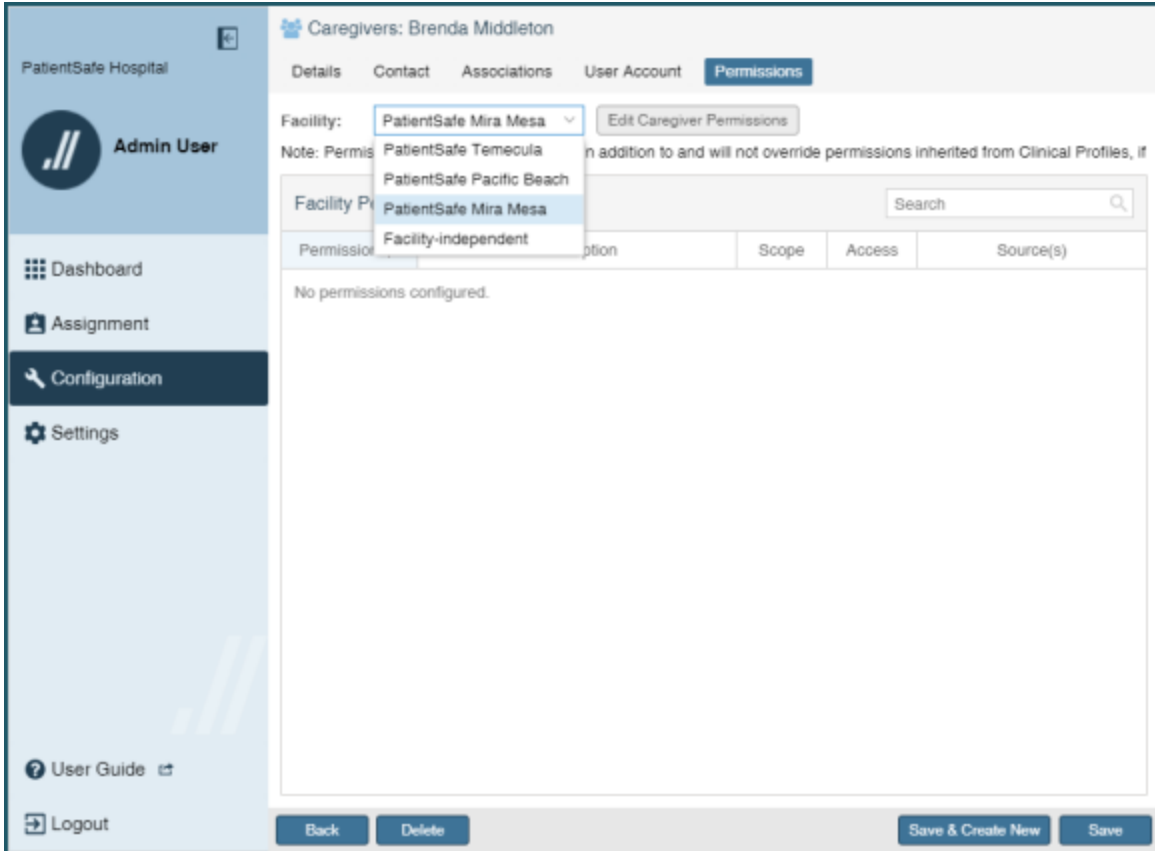 Caregivers: Brenda Middleton
PatientSafe Hospital
Details Contact Associations User Account Permissions
Admin User
Facility: PatientSafe Mira Mesa Edit Caregiver Permissions
PatientSafe Temecula
Note: Permis n addition to and will not override permissions inherited from Clinical Profiles, if
PatientSafe Pacific Beach
Facility P PatientSafe Mira Mesa Search
Facility-independent
Permission ption Scope Access Source(s)
No permissions configured.
Dashboard
Assignment
Configuration
Settings
User Guide
Logout
Back Delete Save & Create New Save